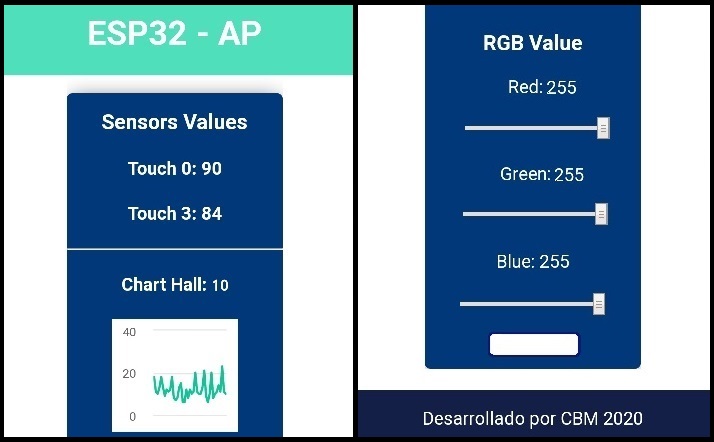 ESP32 - AP
Sensors Values
Touch 0: 90
Touch 3: 84
Chart Hall: 10
40
20
0
RGB Value
Red: 255
Green: 255
Blue: 255
Desarrollado por CBM 2020